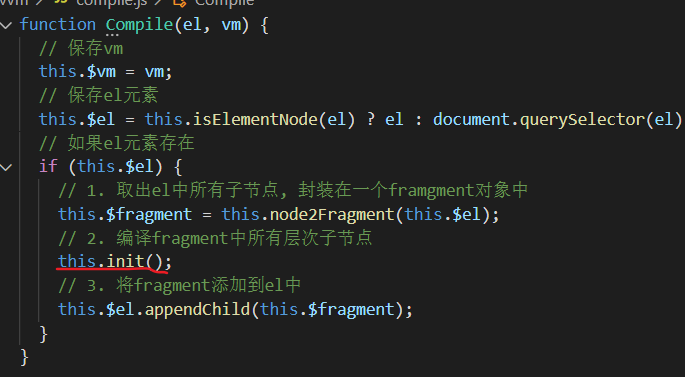 compile.js > Compile
function Compile(el, vm) {
// 保存vm
this.$vm = vm;
// 保存el元素
this.$el = this.isElementNode(el) ? el : document.querySelector(el)
// 如果el元素存在
if (this.$el) {
// 1. 取出el中所有子节点, 封装在一个framgment对象中
this.$fragment = this.node2Fragment(this.$el);
// 2. 编译fragment中所有层次子节点
this.init();
// 3. 将fragment添加到el中
this.$el.appendChild(this.$fragment);
}
}